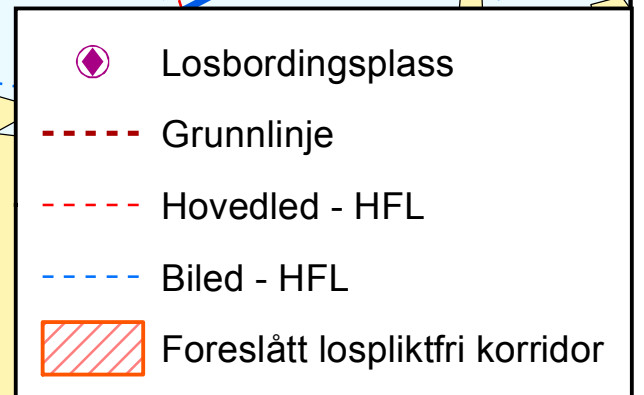 Losbordingsplass
Grunnlinje
Hovedled - HFL
Biled - HFL
Foreslått lospliktfri korridor